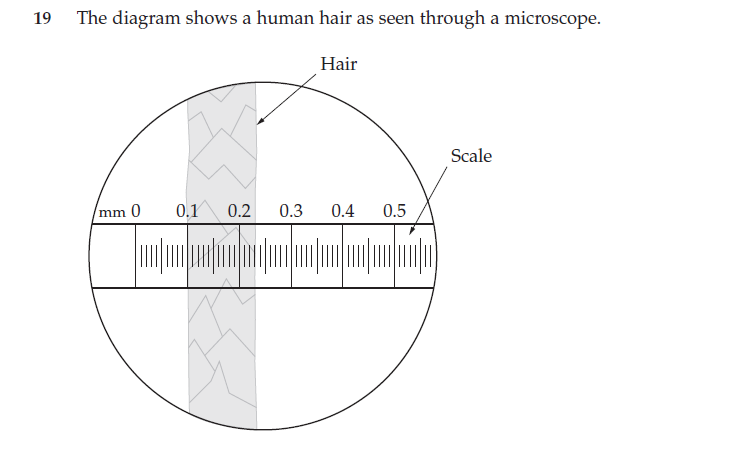 19 The diagram shows a human hair as seen through a microscope.
Hair
Scale
mm 0 0.1 0.2 0.3 0.4 0.5